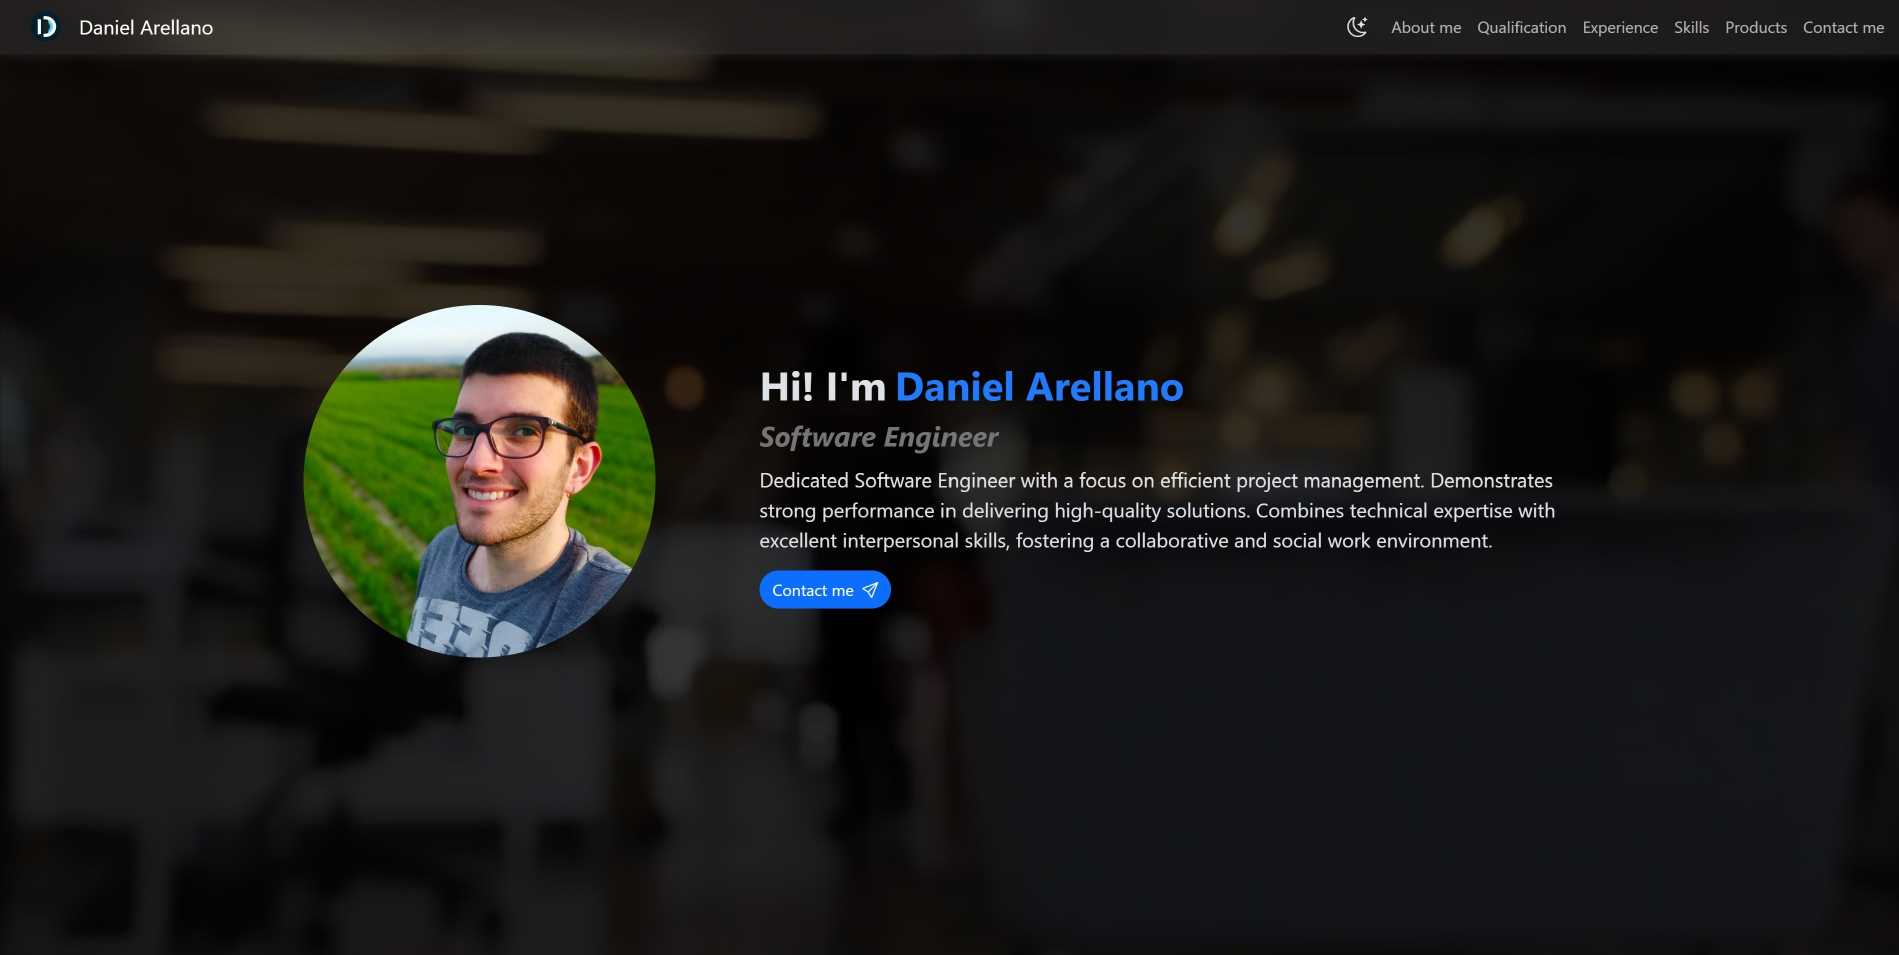 Daniel Arellano
About me
Qualification
Experience
Skills
Products
Contact me
Hi! I'm Daniel Arellano
Software Engineer
Dedicated Software Engineer with a focus on efficient project management. Demonstrates
strong performance in delivering high-quality solutions. Combines technical expertise with
excellent interpersonal skills, fostering a collaborative and social work environment.
Contact me